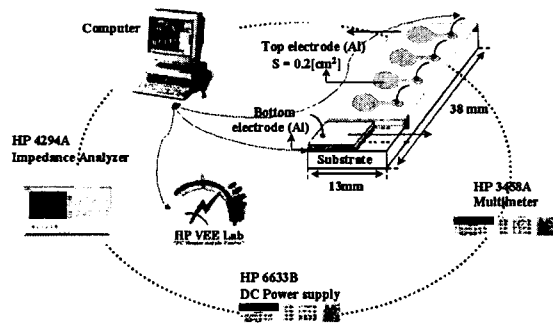 Computer
Top electrode (Al)
S = 0.2[cm²]
Bottom
electrode (Al)
38 mm
HP 4294A
Impedance Analyzer
Substrate
13mm
HP 3458A
Multimeter
HP VEE Lab
HP 6633B
DC Power supply